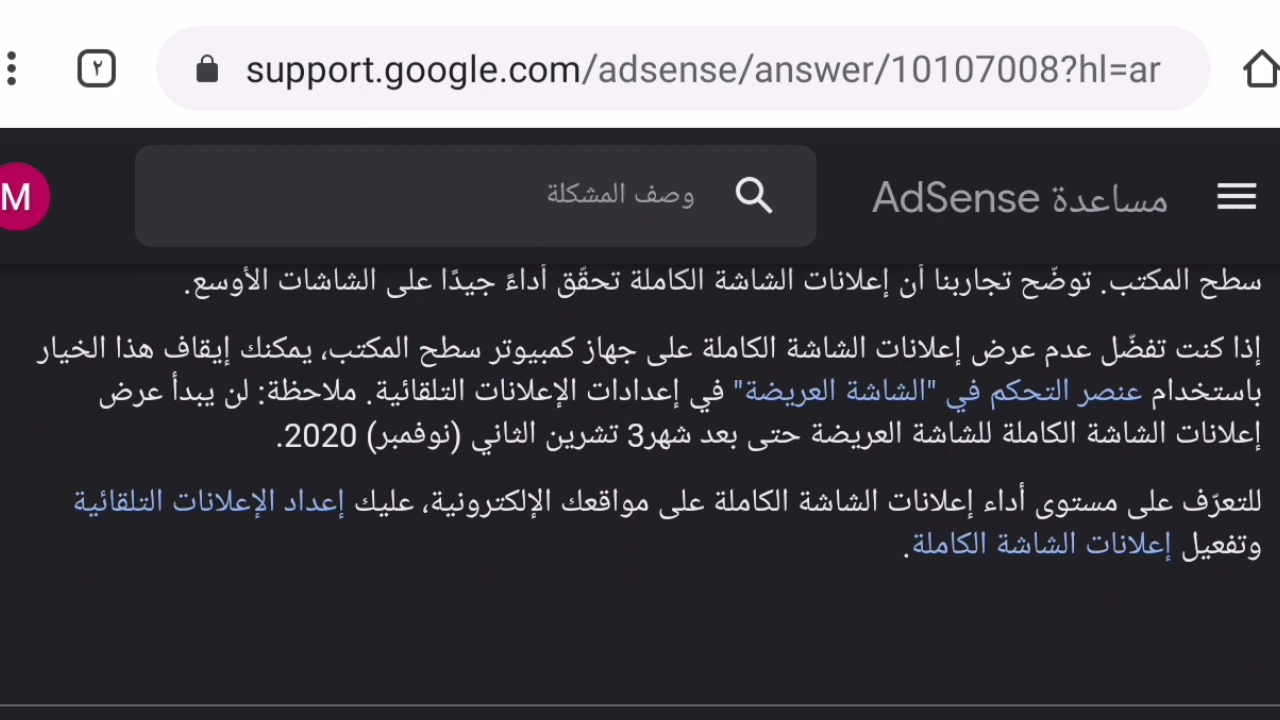 ٢
support.google.com/adsense/answer/10107008?hl=ar
مساعدة AdSense
وصف المشكلة
M
سطح المكتب. توضّح تجاربنا أن إعلانات الشاشة الكاملة تحقّق أداءً جيدًا على الشاشات الأوسع.
إذا كنت تفضّل عدم عرض إعلانات الشاشة الكاملة على جهاز كمبيوتر سطح المكتب، يمكنك إيقاف هذا الخيار
باستخدام عنصر التحكم في "الشاشة العريضة" في إعدادات الإعلانات التلقائية. ملاحظة: لن يبدأ عرض
إعلانات الشاشة الكاملة للشاشة العريضة حتى بعد شهر3 تشرين الثاني (نوفمبر) 2020.
للتعرّف على مستوى أداء إعلانات الشاشة الكاملة على مواقعك الإلكترونية، عليك إعداد الإعلانات التلقائية
وتفعيل إعلانات الشاشة الكاملة.